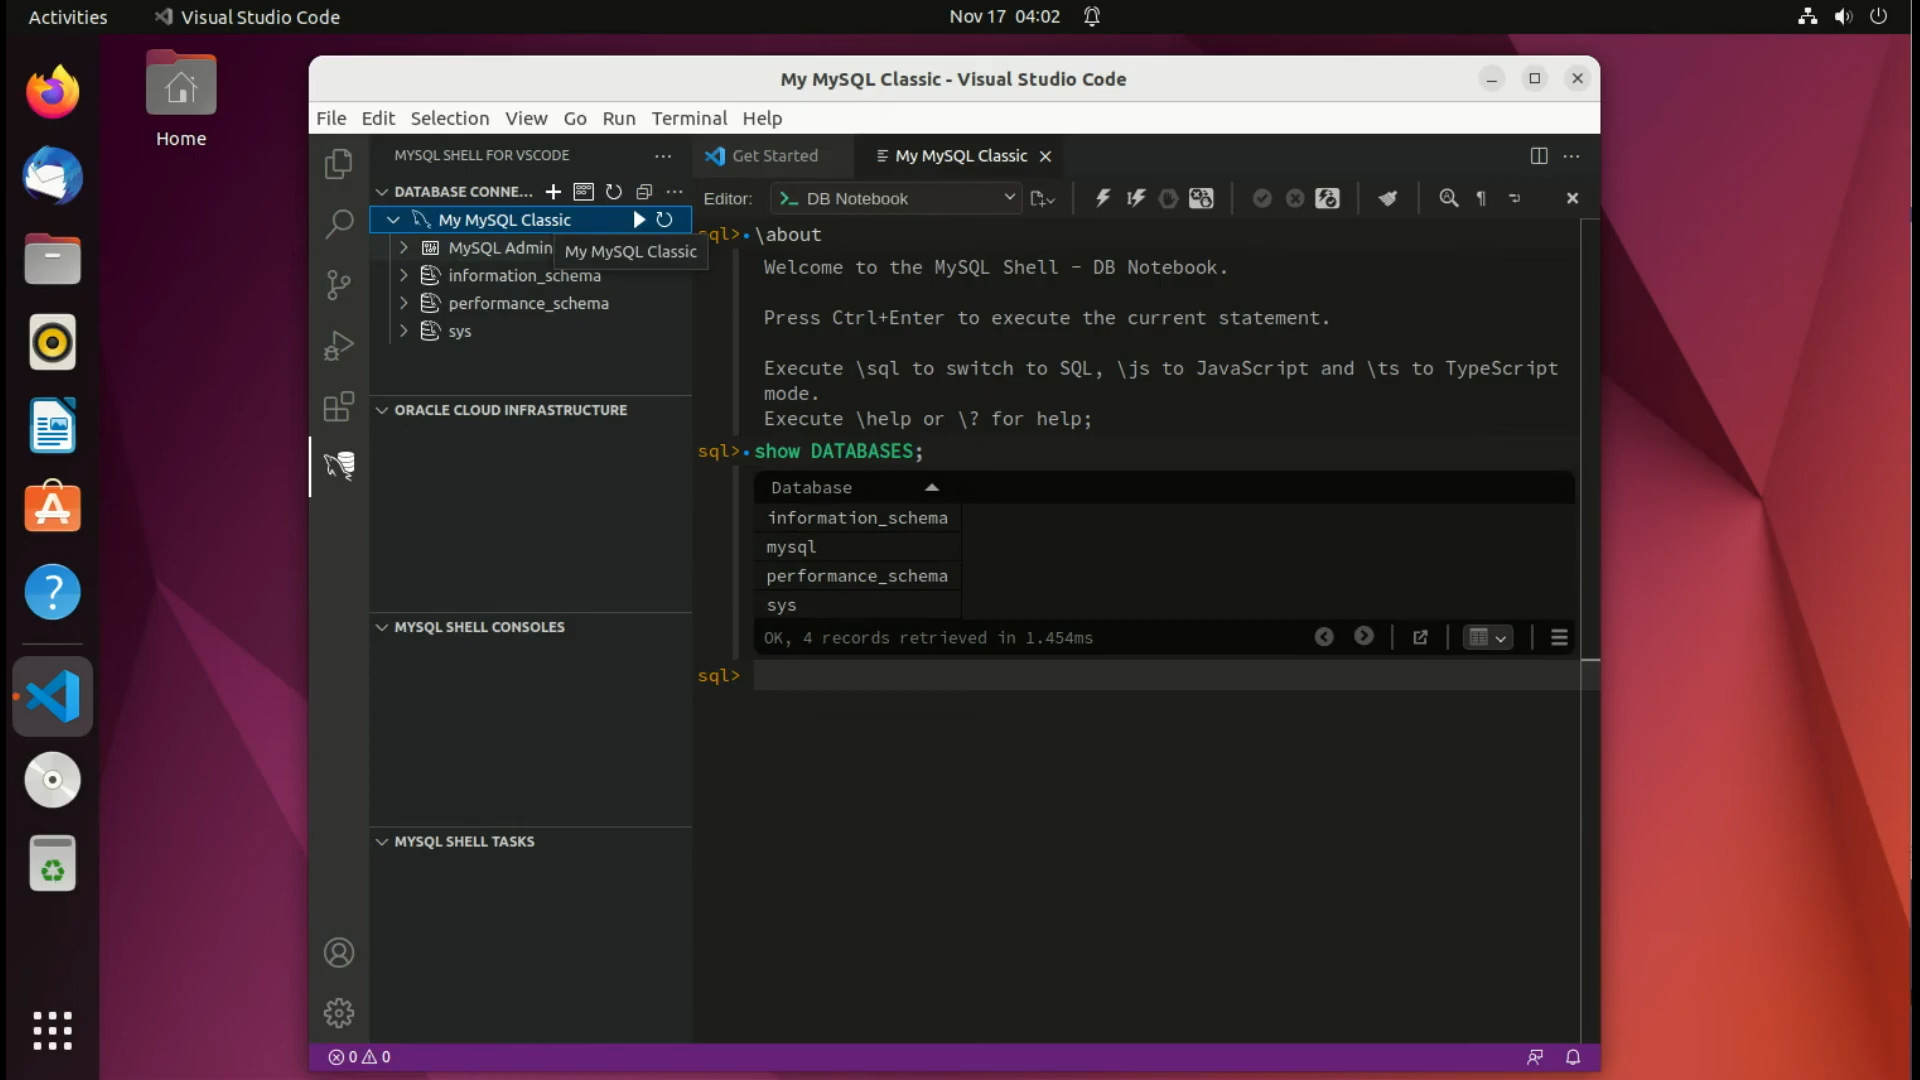 Activities
Visual Studio Code
Nov 17 04:02
Home
My MySQL Classic - Visual Studio Code
File Edit Selection View Go Run Terminal Help
MYSQL SHELL FOR VSCODE
Get Started
My MySQL Classic
DATABASE CONNE...
Editor:
DB Notebook
My MySQL Classic
MySQL Admin
My MySQL Classic
information_schema
performance_schema
sys
ORACLE CLOUD INFRASTRUCTURE
MYSQL SHELL CONSOLES
MYSQL SHELL TASKS
sql> \about
Welcome to the MySQL Shell - DB Notebook.
Press Ctrl+Enter to execute the current statement.
Execute \sql to switch to SQL, \js to JavaScript and \ts to TypeScript
mode.
Execute \help or \? for help;
sql> show DATABASES;
Database
information_schema
mysql
performance_schema
sys
OK, 4 records retrieved in 1.454ms
sql>
0 0